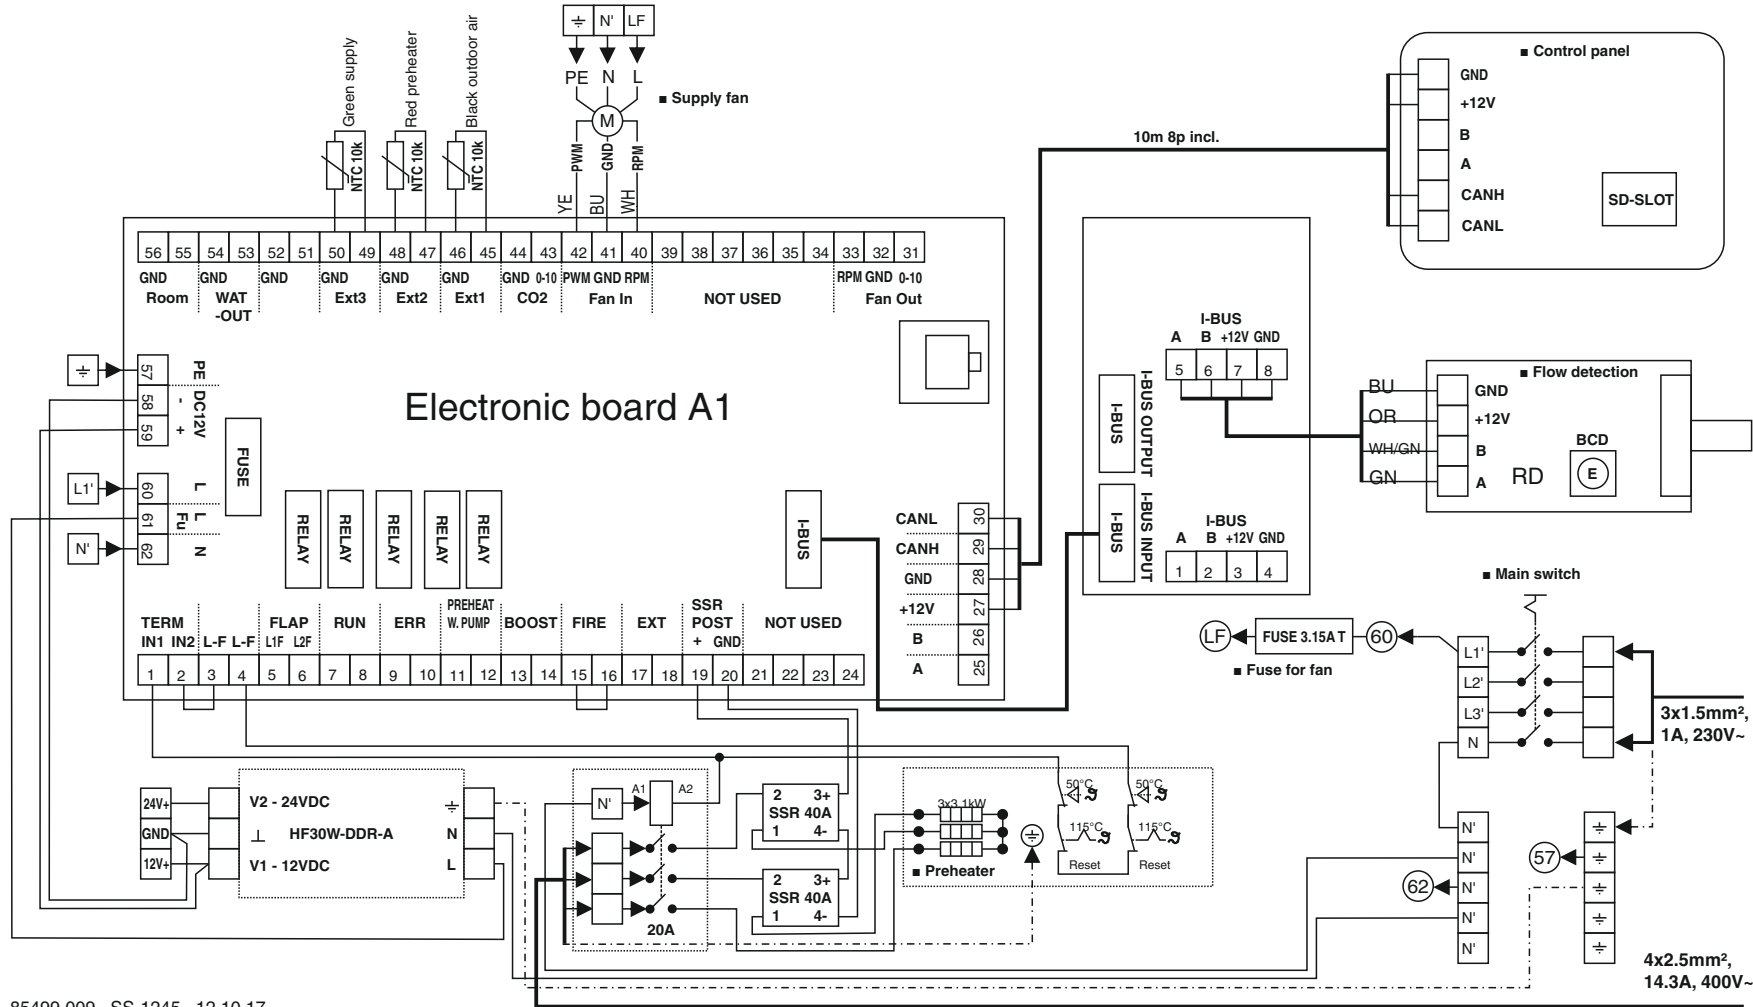 Green supply
Red preheater
Black outdoor air
NTC 10k
NTC 10k
NTC 10k
N' LF
PE N L
■ Supply fan
M
PWM GND RPM
YE BU WH
56 55 54 53 52 51 50 49 48 47 46 45 44 43 42 41 40 39 38 37 36 35 34 33 32 31
GND GND GND GND GND GND GND 0-10 PWM GND RPM RPM GND 0-10
Room WAT Ext3 Ext2 Ext1 CO2 Fan In NOT USED Fan Out
-OUT
■ Control panel
GND
+12V
B
A
CANH
CANL
SD-SLOT
10m 8p incl.
57 PE
58 - DC12V
59 +
L1' 60 L
61 L Fu
N' 62 N
FUSE
Electronic board A1
RELAY RELAY RELAY RELAY RELAY
I-BUS
CANL 30
CANH 29
GND 28
+12V 27
B 26
A 25
TERM FLAP RUN ERR PREHEAT W. PUMP BOOST FIRE EXT SSR POST NOT USED
IN1 IN2 L-F L-F L1F L2F + GND
1 2 3 4 5 6 7 8 9 10 11 12 13 14 15 16 17 18 19 20 21 22 23 24
I-BUS
A B +12V GND
5 6 7 8
I-BUS
I-BUS OUTPUT
I-BUS
I-BUS INPUT
I-BUS
A B +12V GND
1 2 3 4
■ Flow detection
BU GND
OR +12V
WH/GN B
GN A
RD
BCD
E
■ Main switch
LF FUSE 3.15A T 60
■ Fuse for fan
L1'
L2'
L3'
N
3x1.5mm²,
1A, 230V~
24V+ V2 - 24VDC
GND ⊥ HF30W-DDR-A N
12V+ V1 - 12VDC L
N' A1 A2
20A
2 3+
SSR 40A
1 4-
2 3+
SSR 40A
1 4-
3x3,1kW
■ Preheater
50°C 50°C
115°C 115°C
Reset Reset
N'
N'
N'
N'
N'
57
62
4x2.5mm²,
14.3A, 400V~
85499 009 SS-1245 12.10.17